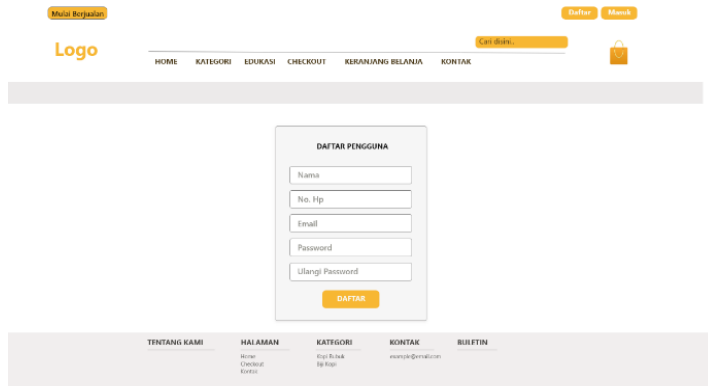 Mulai Berjualan
Daftar Masuk
Logo
Cari disini..
HOME KATEGORI EDUKASI CHECKOUT KERANJANG BELANJA KONTAK
DAFTAR PENGGUNA
Nama
No. Hp
Email
Password
Ulangi Password
DAFTAR
TENTANG KAMI HALAMAN KATEGORI KONTAK BULETIN
Home Kopi Bubuk example@email.com
Checkout Biji Kopi
Kontak